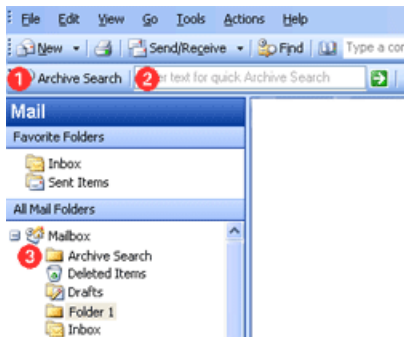 File Edit View Go Tools Actions Help
New Send/Receive Find Type a con
1 Archive Search 2 er text for quick Archive Search
Mail
Favorite Folders
Inbox
Sent Items
All Mail Folders
Mailbox
3 Archive Search
Deleted Items
Drafts
Folder 1
Inbox